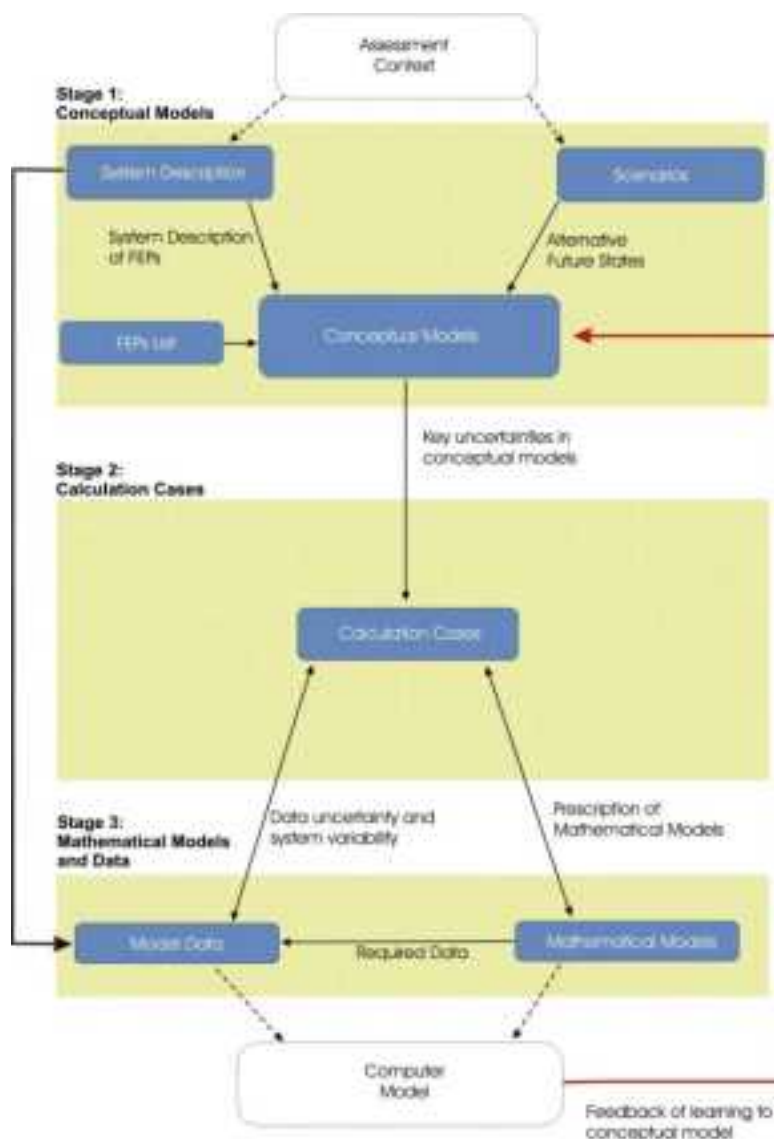 Assessment
Context
Stage 1:
Conceptual Models
System Description
Scenarios
System Description
of FEPs
Alternative
Future States
FEPs List
Conceptual Models
Key uncertainties in
conceptual models
Stage 2:
Calculation Cases
Calculation Cases
Data uncertainty and
system variability
Prescription of
Mathematical Models
Stage 3:
Mathematical Models
and Data
Model Data
Required Data
Mathematical Models
Computer
Model
Feedback of learning to
conceptual model